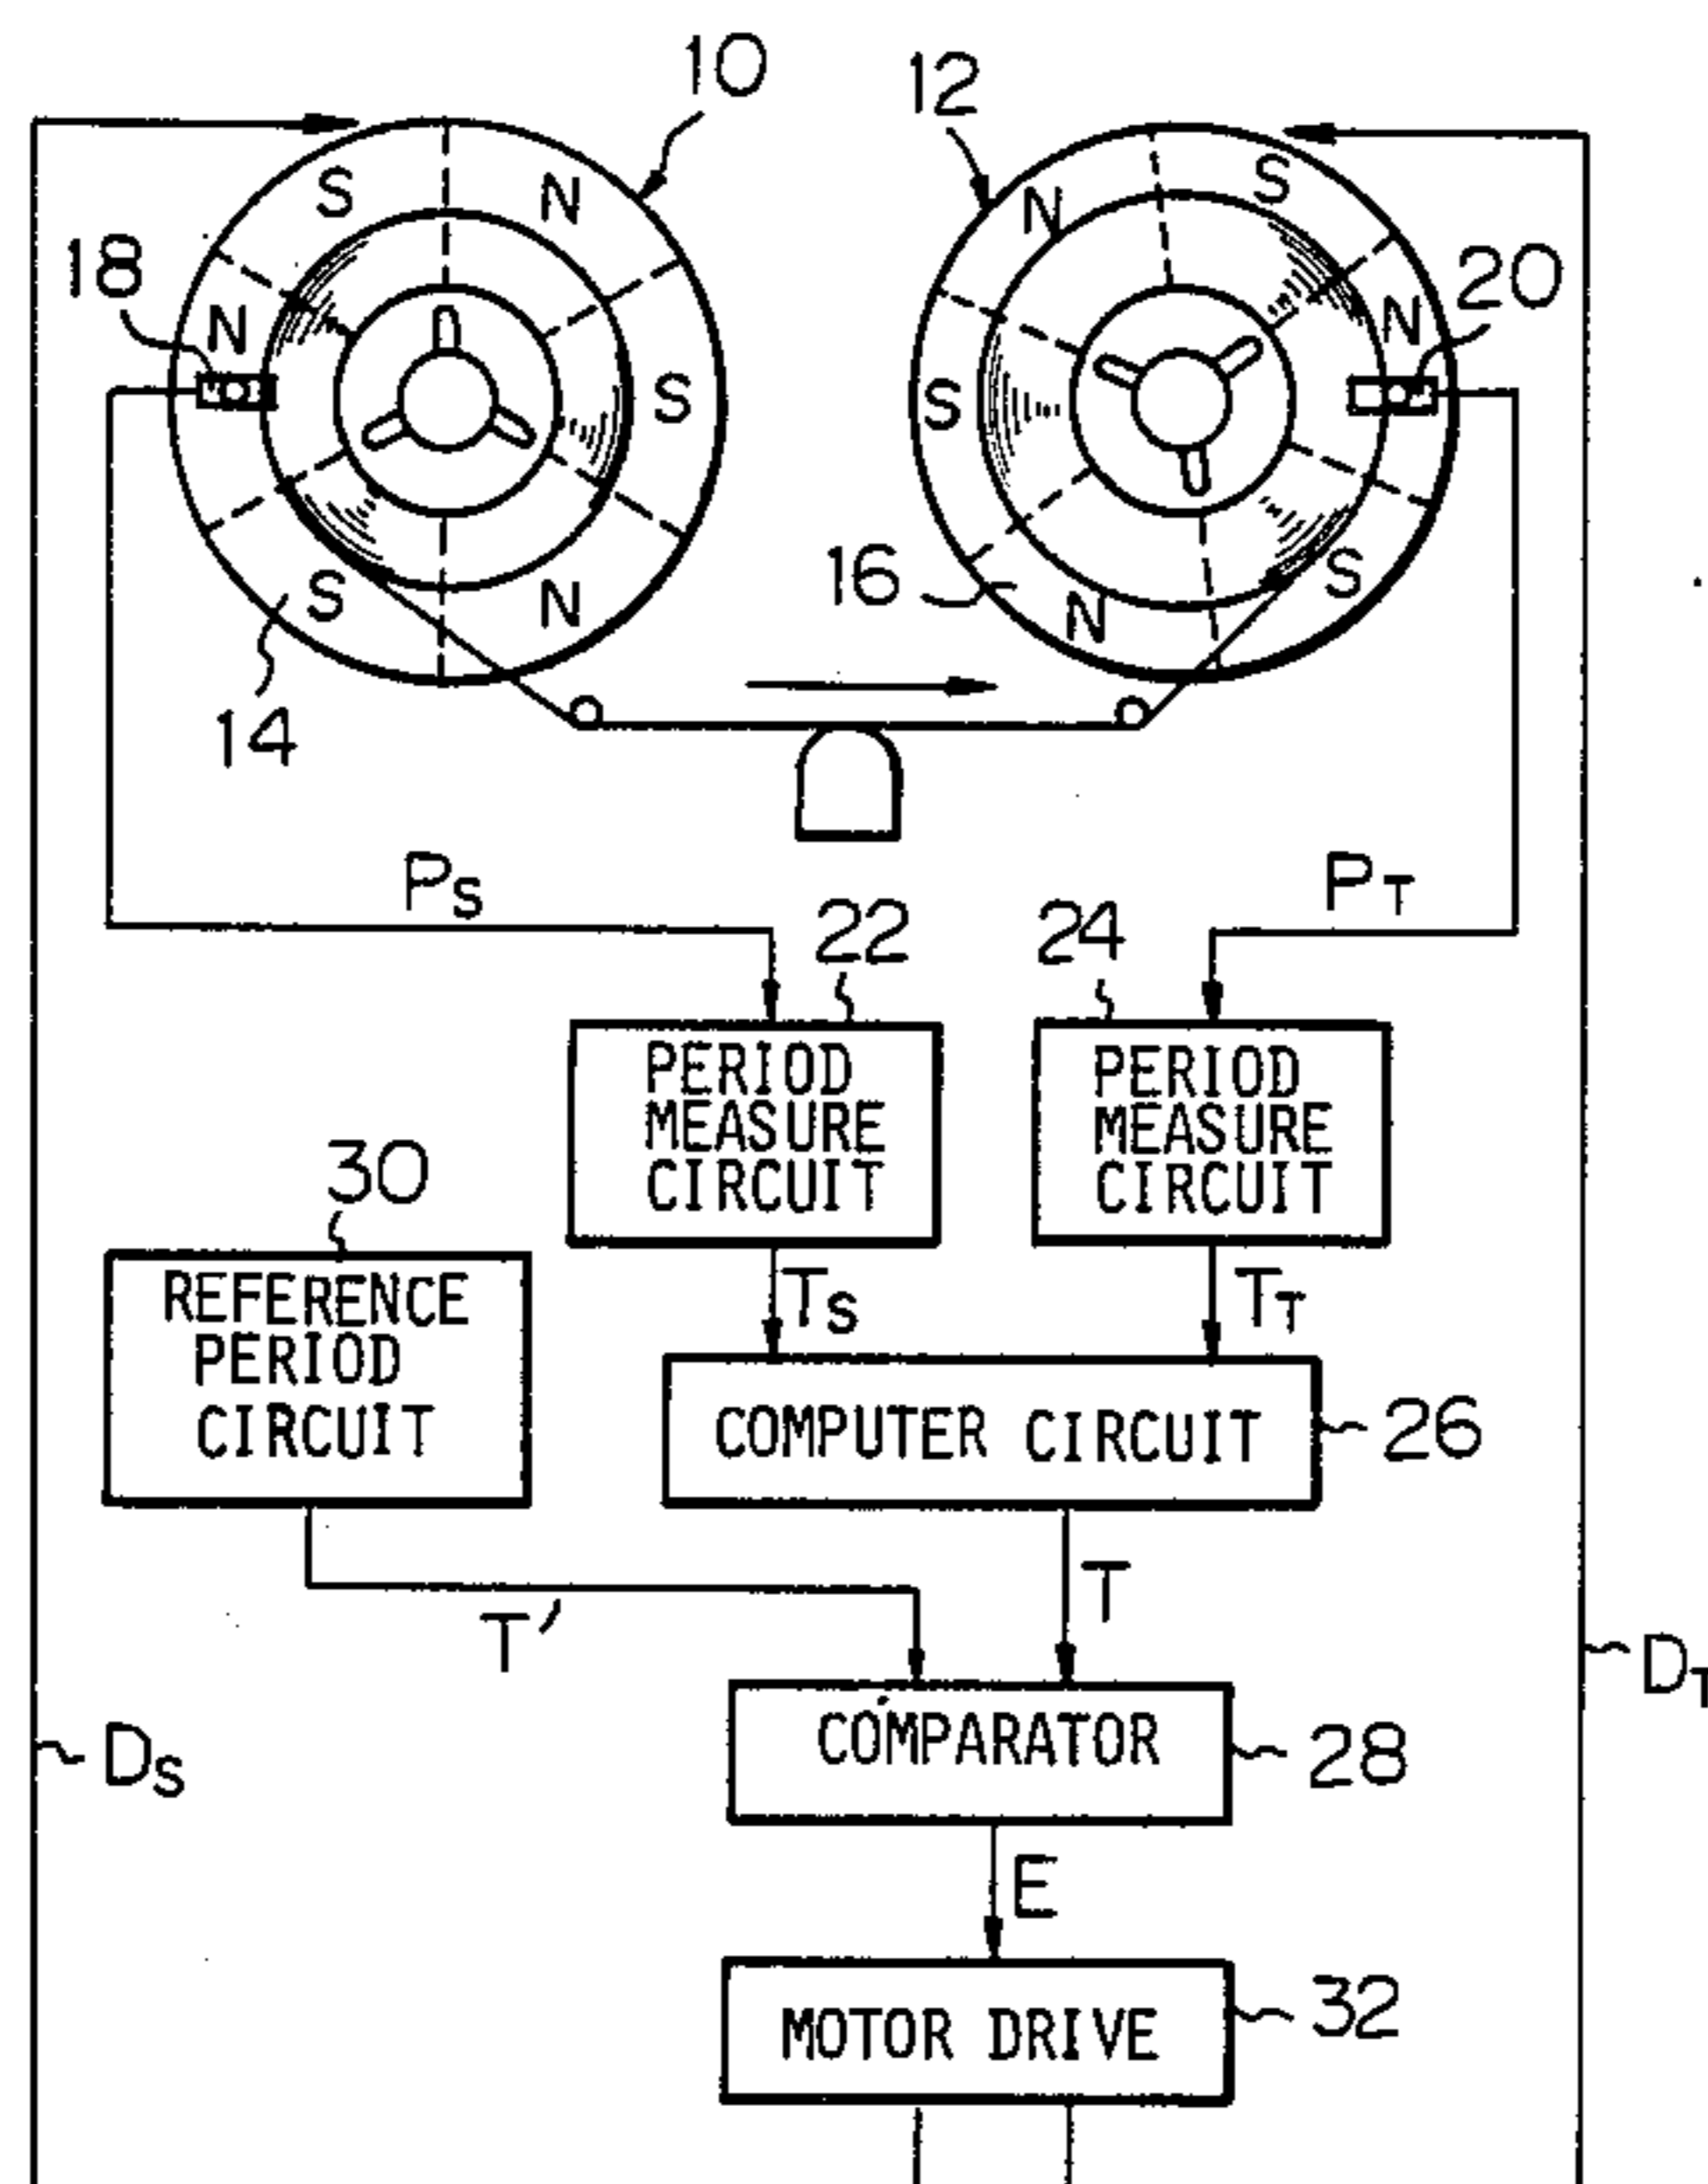 10
12
S
N
N
S
18
20
N
N
S
S
16
S
N
N
S
14
PS
PT
22
24
PERIOD
MEASURE
CIRCUIT
PERIOD
MEASURE
CIRCUIT
30
REFERENCE
PERIOD
CIRCUIT
TS
TT
COMPUTER CIRCUIT
26
T'
T
COMPARATOR
28
DS
DT
E
MOTOR DRIVE
32